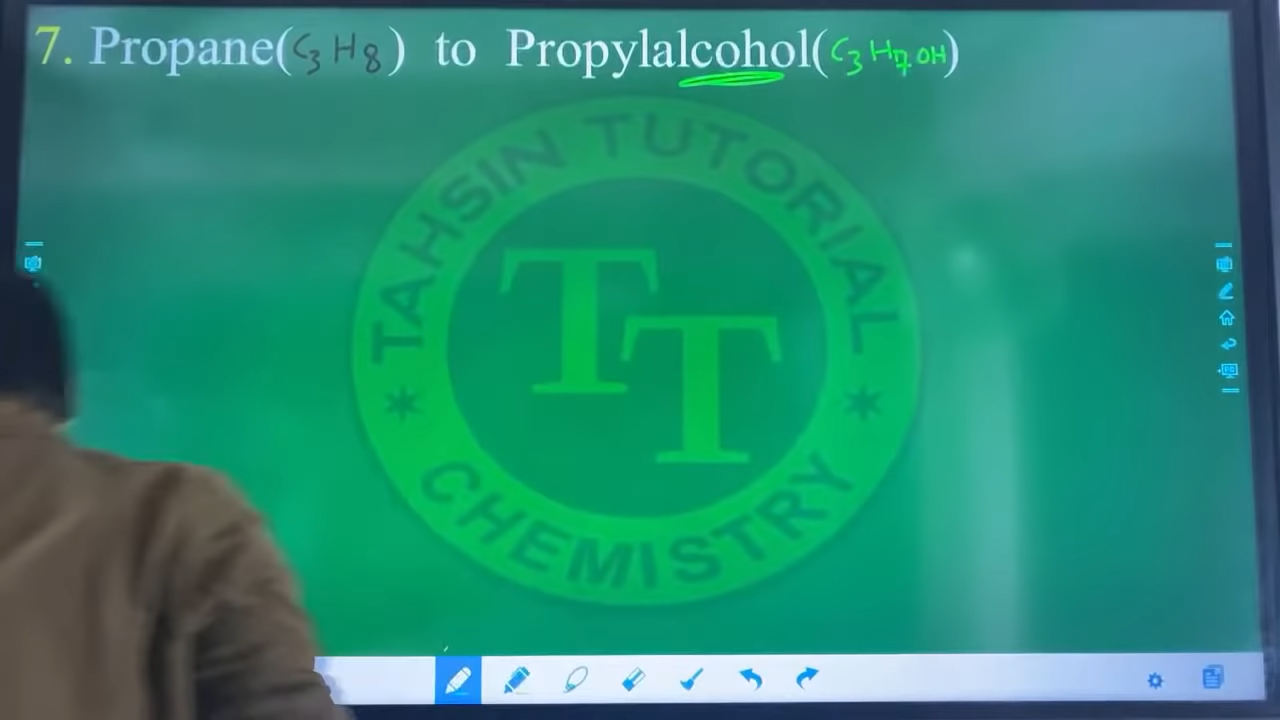 7. Propane(C3H8) to Propylalcohol(C3H7OH)
TAHSIN TUTORIAL
TT
* CHEMISTRY *